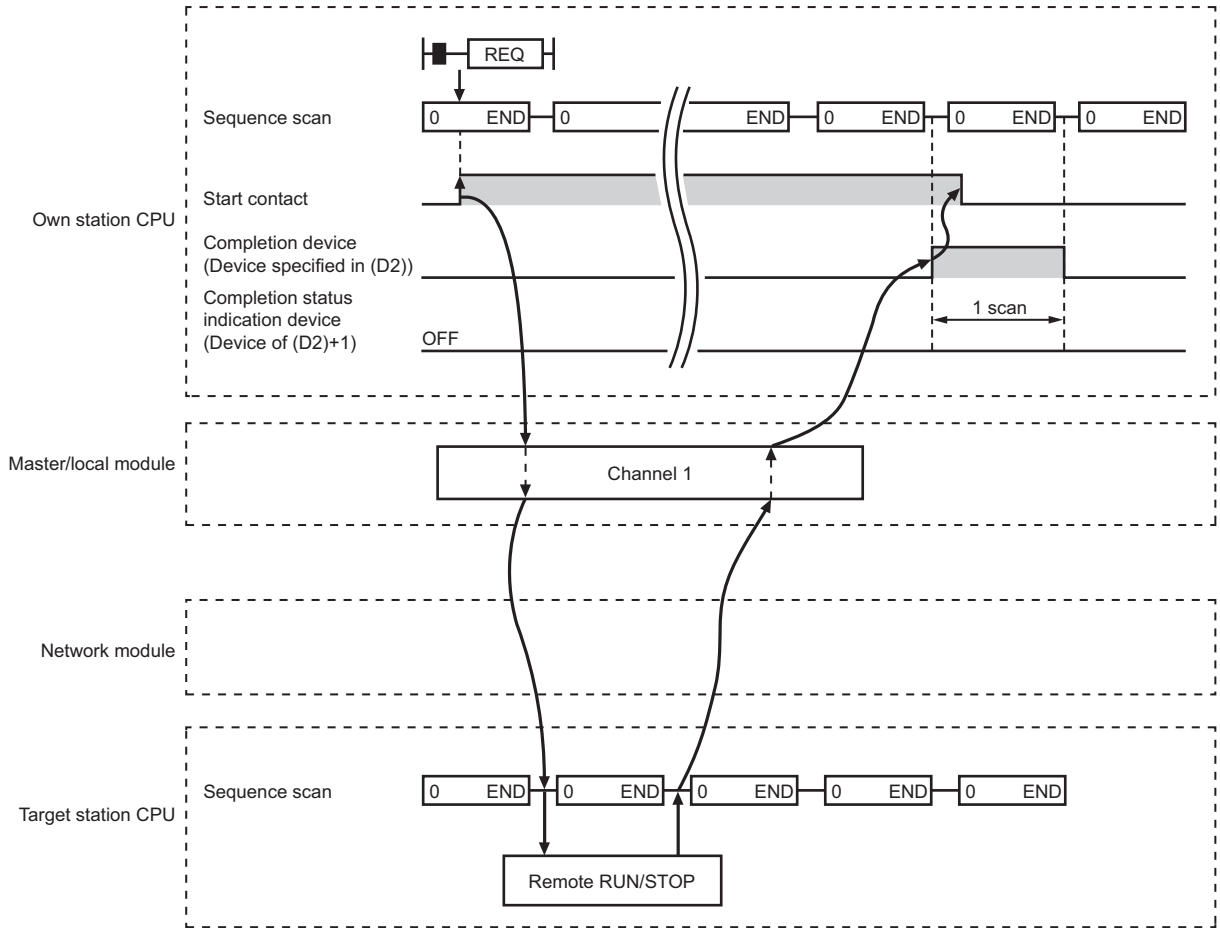 REQ
Sequence scan
0 END 0 END 0 END 0 END 0 END
Start contact
Own station CPU
Completion device
(Device specified in (D2))
Completion status
indication device
(Device of (D2)+1)
1 scan
OFF
Master/local module
Channel 1
Network module
Sequence scan
0 END 0 END 0 END 0 END 0 END
Target station CPU
Remote RUN/STOP